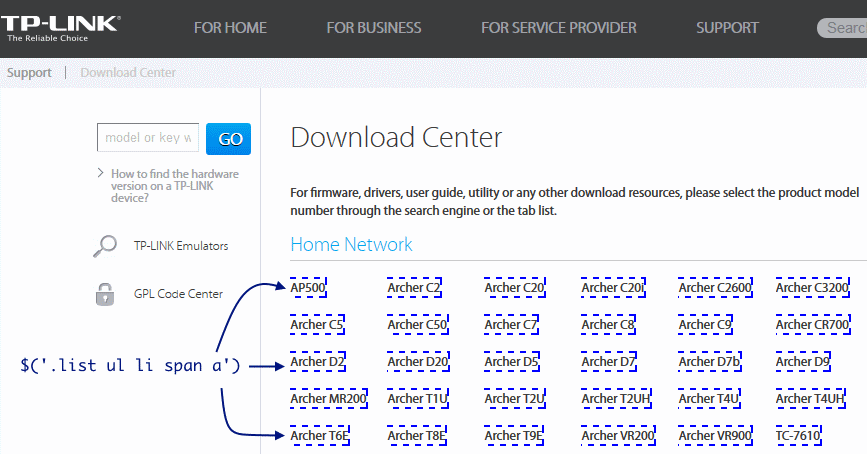 TP-LINK®
The Reliable Choice
FOR HOME FOR BUSINESS FOR SERVICE PROVIDER SUPPORT Search
Support | Download Center
model or key w GO
> How to find the hardware
version on a TP-LINK
device?
TP-LINK Emulators
GPL Code Center
$('.list ul li span a')
Download Center
For firmware, drivers, user guide, utility or any other download resources, please select the product model
number through the search engine or the tab list.
Home Network
AP500 Archer C2 Archer C20 Archer C20i Archer C2600 Archer C3200
Archer C5 Archer C50 Archer C7 Archer C8 Archer C9 Archer CR700
Archer D2 Archer D20 Archer D5 Archer D7 Archer D7b Archer D9
Archer MR200 Archer T1U Archer T2U Archer T2UH Archer T4U Archer T4UH
Archer T6E Archer T8E Archer T9E Archer VR200 Archer VR900 TC-7610